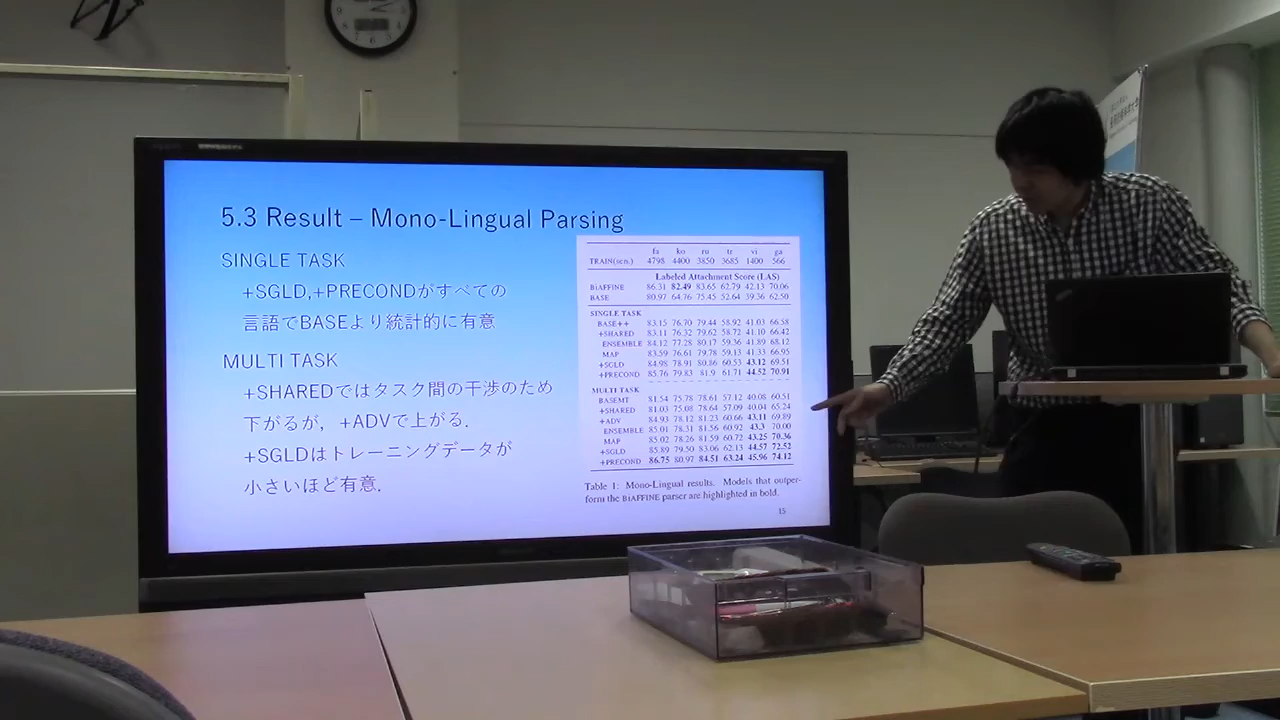 5.3 Result – Mono-Lingual Parsing
SINGLE TASK
+SGLD,+PRECONDがすべての
言語でBASEより統計的に有意
MULTI TASK
+SHAREDではタスク間の干渉のため
下がるが，+ADVで上がる．
+SGLDはトレーニングデータが
小さいほど有意．
fa ko ru tr vi ga
TRAIN(sen.) 4798 4400 3850 3685 1400 566
Labeled Attachment Score (LAS)
BIAFFINE 86.31 82.49 83.65 62.79 42.13 70.06
BASE 80.97 64.76 75.45 52.64 39.36 62.50
SINGLE TASK
BASE++ 83.15 76.70 79.44 58.92 41.03 66.58
+SHARED 83.11 76.32 79.62 58.72 41.10 66.42
ENSEMBLE 84.12 77.28 80.17 59.36 41.89 68.12
MAP 83.59 76.61 79.78 59.13 41.33 66.95
+SGLD 84.98 78.91 80.86 60.53 43.12 69.51
+PRECOND 85.76 79.83 81.9 61.71 44.52 70.91
MULTI TASK
BASEMT 81.54 75.78 78.61 57.12 40.08 60.51
+SHARED 81.03 75.08 78.64 57.09 40.04 65.24
+ADV 84.93 78.12 81.23 60.66 43.11 69.89
ENSEMBLE 85.01 78.31 81.56 60.92 43.3 70.00
MAP 85.02 78.26 81.59 60.72 43.25 70.36
+SGLD 85.89 79.50 83.06 62.13 44.57 72.52
+PRECOND 86.75 80.97 84.51 63.24 45.96 74.12
Table 1: Mono-Lingual results. Models that outper-
form the BIAFFINE parser are highlighted in bold.
15